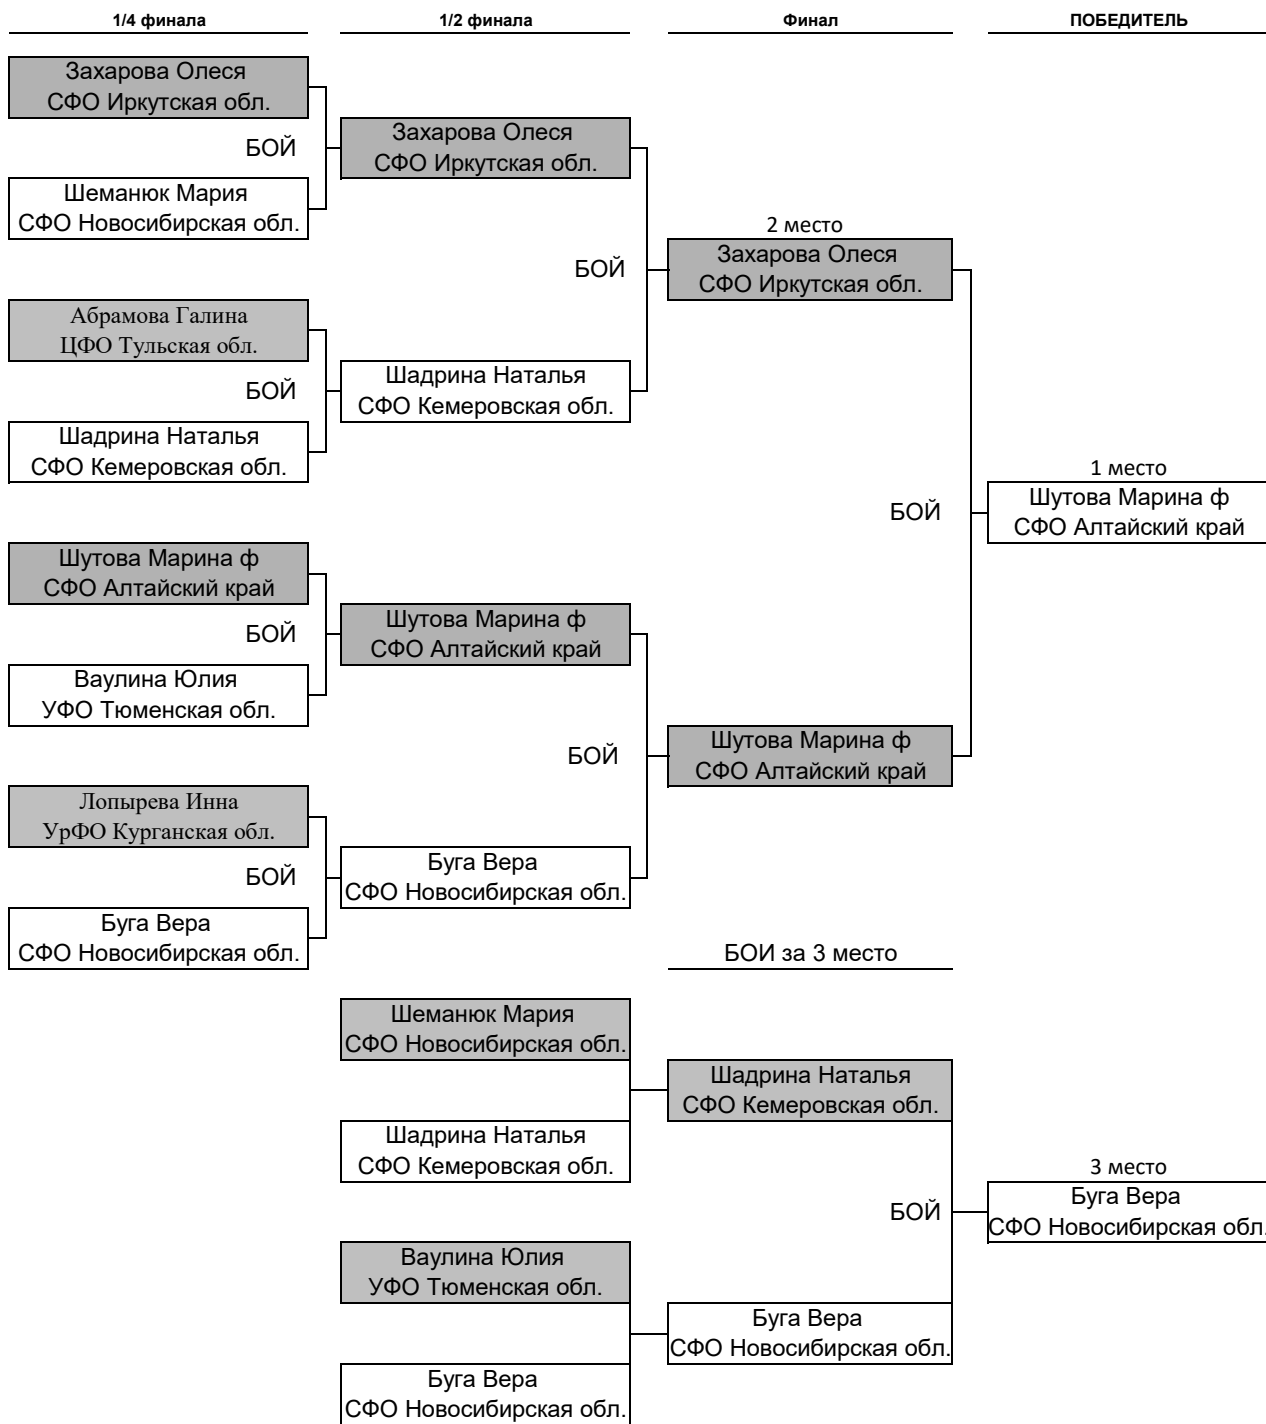 1/4 финала
1/2 финала
Финал
ПОБЕДИТЕЛЬ
Захарова Олеся
СФО Иркутская обл.
БОЙ
Захарова Олеся
СФО Иркутская обл.
Шеманюк Мария
СФО Новосибирская обл.
2 место
БОЙ
Захарова Олеся
СФО Иркутская обл.
Абрамова Галина
ЦФО Тульская обл.
БОЙ
Шадрина Наталья
СФО Кемеровская обл.
Шадрина Наталья
СФО Кемеровская обл.
1 место
БОЙ
Шутова Марина ф
СФО Алтайский край
Шутова Марина ф
СФО Алтайский край
БОЙ
Шутова Марина ф
СФО Алтайский край
Ваулина Юлия
УФО Тюменская обл.
БОЙ
Шутова Марина ф
СФО Алтайский край
Лопырева Инна
УрФО Курганская обл.
БОЙ
Буга Вера
СФО Новосибирская обл.
Буга Вера
СФО Новосибирская обл.
БОИ за 3 место
Шеманюк Мария
СФО Новосибирская обл.
Шадрина Наталья
СФО Кемеровская обл.
Шадрина Наталья
СФО Кемеровская обл.
3 место
БОЙ
Буга Вера
СФО Новосибирская обл.
Ваулина Юлия
УФО Тюменская обл.
Буга Вера
СФО Новосибирская обл.
Буга Вера
СФО Новосибирская обл.